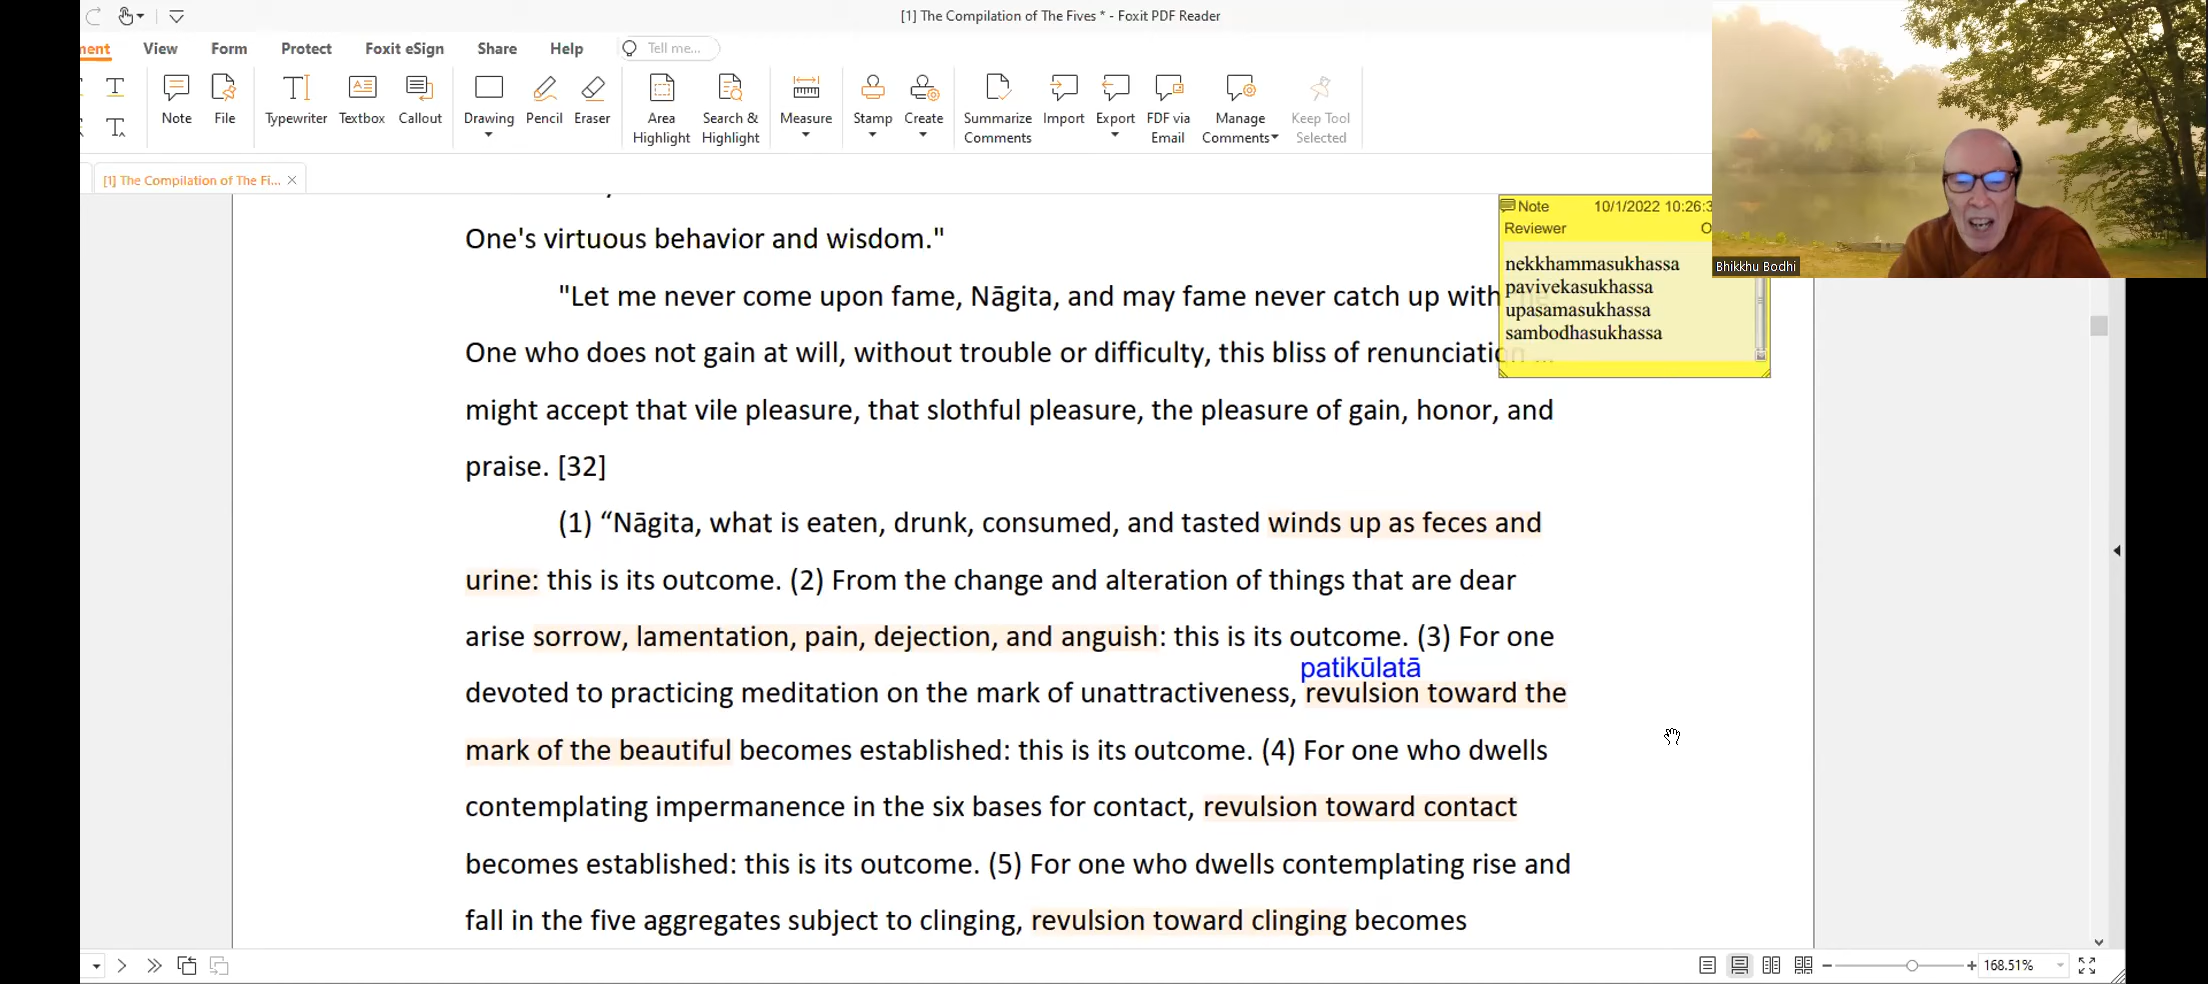 [1] The Compilation of The Fives * - Foxit PDF Reader
ment View Form Protect Foxit eSign Share Help Tell me...
Note File Typewriter Textbox Callout Drawing Pencil Eraser Area Highlight Search & Highlight Measure Stamp Create Summarize Comments Import Export FDF via Email Manage Comments Keep Tool Selected
[1] The Compilation of The Fi...
Bhikkhu Bodhi
Note 10/1/2022 10:26:3
Reviewer
nekkhammasukhassa
pavivekasukhassa
upasamasukhassa
sambodhasukhassa
One's virtuous behavior and wisdom."
"Let me never come upon fame, Nāgita, and may fame never catch up with
One who does not gain at will, without trouble or difficulty, this bliss of renunciation ...
might accept that vile pleasure, that slothful pleasure, the pleasure of gain, honor, and
praise. [32]
(1) “Nāgita, what is eaten, drunk, consumed, and tasted winds up as feces and
urine: this is its outcome. (2) From the change and alteration of things that are dear
arise sorrow, lamentation, pain, dejection, and anguish: this is its outcome. (3) For one
patikūlatā
devoted to practicing meditation on the mark of unattractiveness, revulsion toward the
mark of the beautiful becomes established: this is its outcome. (4) For one who dwells
contemplating impermanence in the six bases for contact, revulsion toward contact
becomes established: this is its outcome. (5) For one who dwells contemplating rise and
fall in the five aggregates subject to clinging, revulsion toward clinging becomes
168.51%